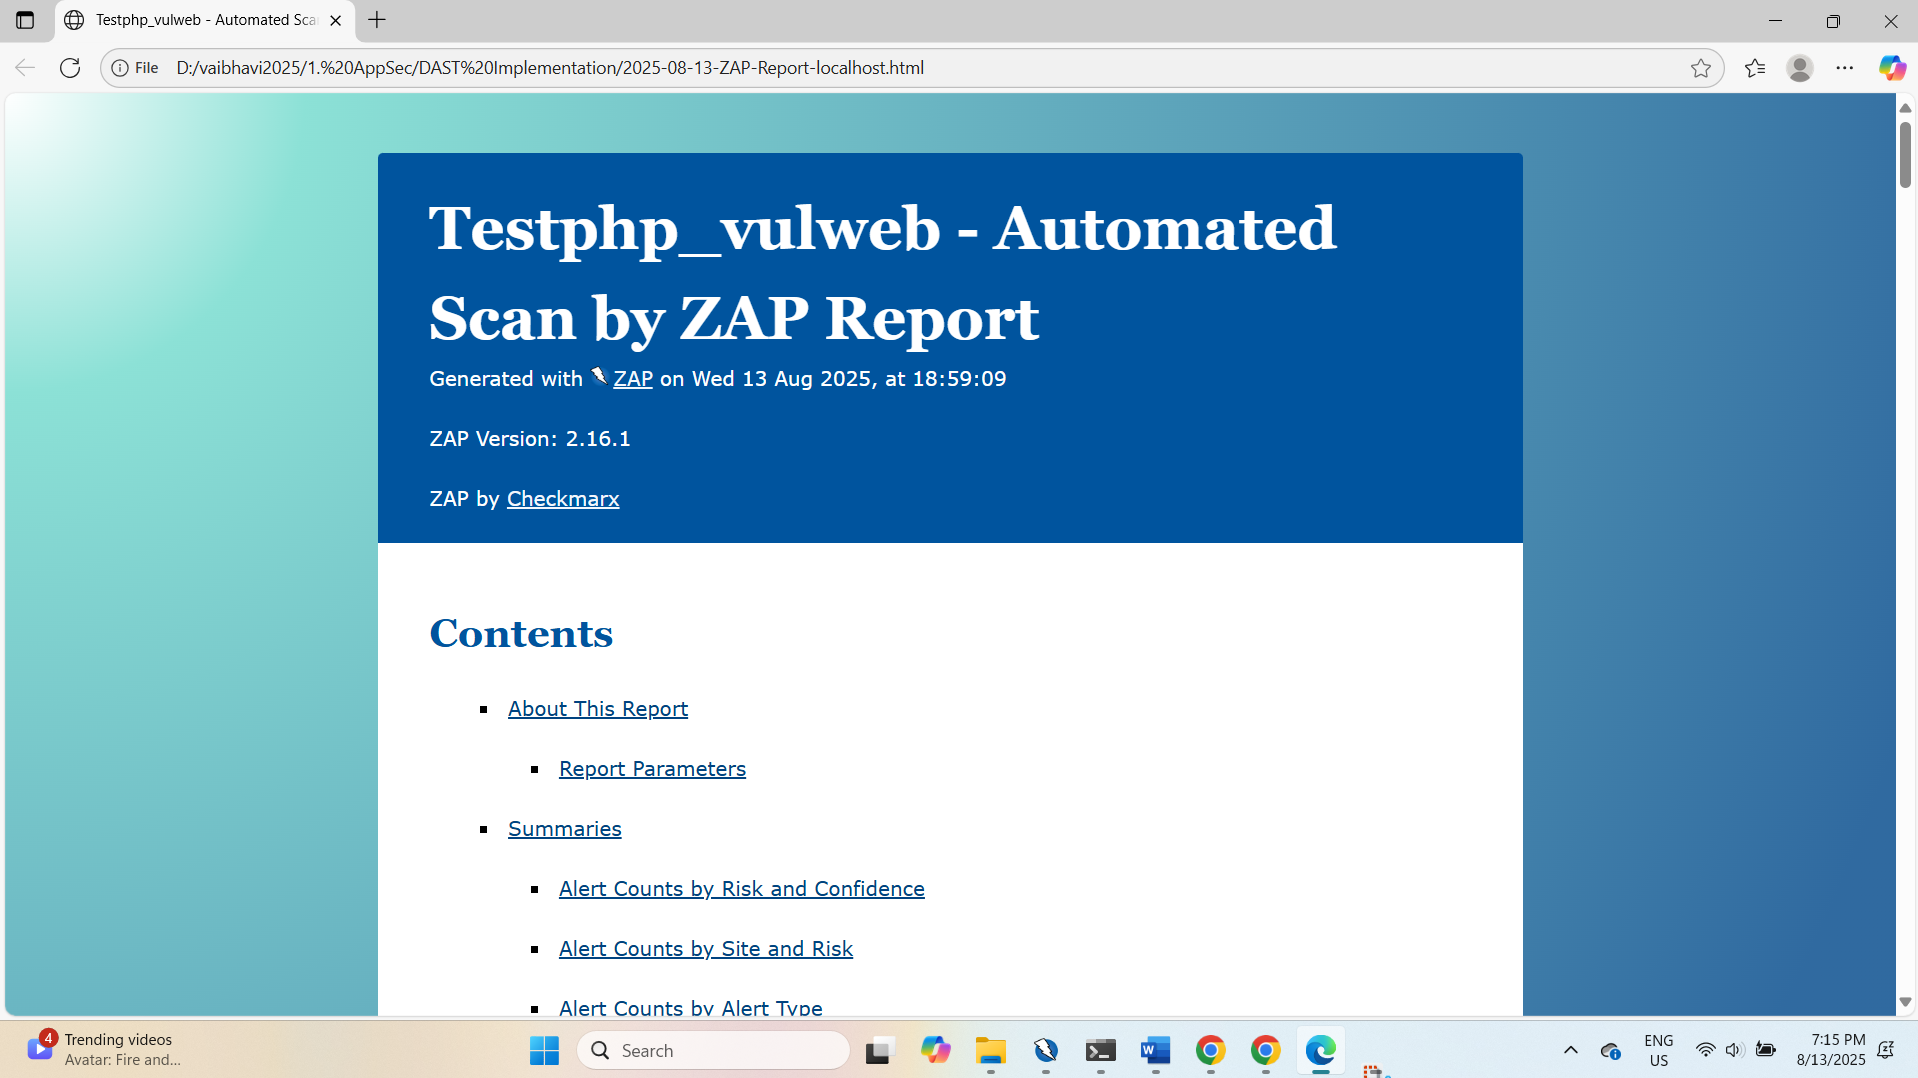 Testphp_vulweb - Automated Sca
File D:/vaibhavi2025/1.%20AppSec/DAST%20Implementation/2025-08-13-ZAP-Report-localhost.html
Testphp_vulweb - Automated
Scan by ZAP Report
Generated with ZAP on Wed 13 Aug 2025, at 18:59:09
ZAP Version: 2.16.1
ZAP by Checkmarx
Contents
About This Report
Report Parameters
Summaries
Alert Counts by Risk and Confidence
Alert Counts by Site and Risk
Alert Counts by Alert Type
4
Trending videos
Avatar: Fire and...
Search
W
ENG
US
7:15 PM
8/13/2025